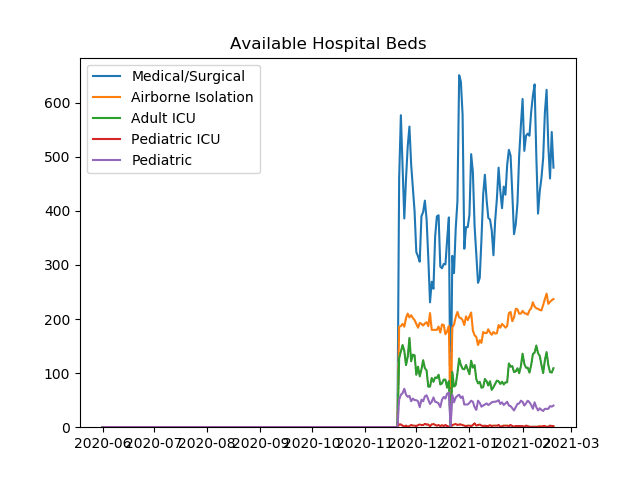 Available Hospital Beds
Medical/Surgical
Airborne Isolation
Adult ICU
Pediatric ICU
Pediatric
600
500
400
300
200
100
0
2020-06 2020-07 2020-08 2020-09 2020-10 2020-11 2020-12 2021-01 2021-02 2021-03